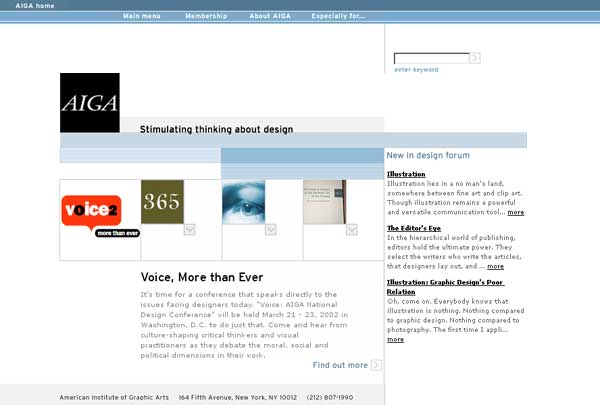 AIGA home
Main menu Membership About AIGA Especially for...
enter keyword
AIGA
Stimulating thinking about design
voice2
more than ever
365
Voice, More than Ever
It's time for a conference that speaks directly to the
issues facing designers today. "Voice: AIGA National
Design Conference" will be held March 21 - 23, 2002 in
Washington, D.C. to do just that. Come and hear from
culture-shaping critical thinkers and visual
practitioners as they debate the moral, social and
political dimensions in their work.
Find out more
New in design forum
Illustration
Illustration lies in a no man's land,
somewhere between fine art and clip art.
Though illustration remains a powerful
and versatile communication tool... more
The Editor's Eye
In the hierarchical world of publishing,
editors hold the ultimate power. They
select the writers who write the articles,
that designers lay out, and ... more
Illustration: Graphic Design's Poor
Relation
Oh, come on. Everybody knows that
illustration is nothing. Nothing compared
to graphic design. Nothing compared to
photography. The first time I appli...
more
American Institute of Graphic Arts 164 Fifth Avenue, New York, NY 10012 (212) 807-1990